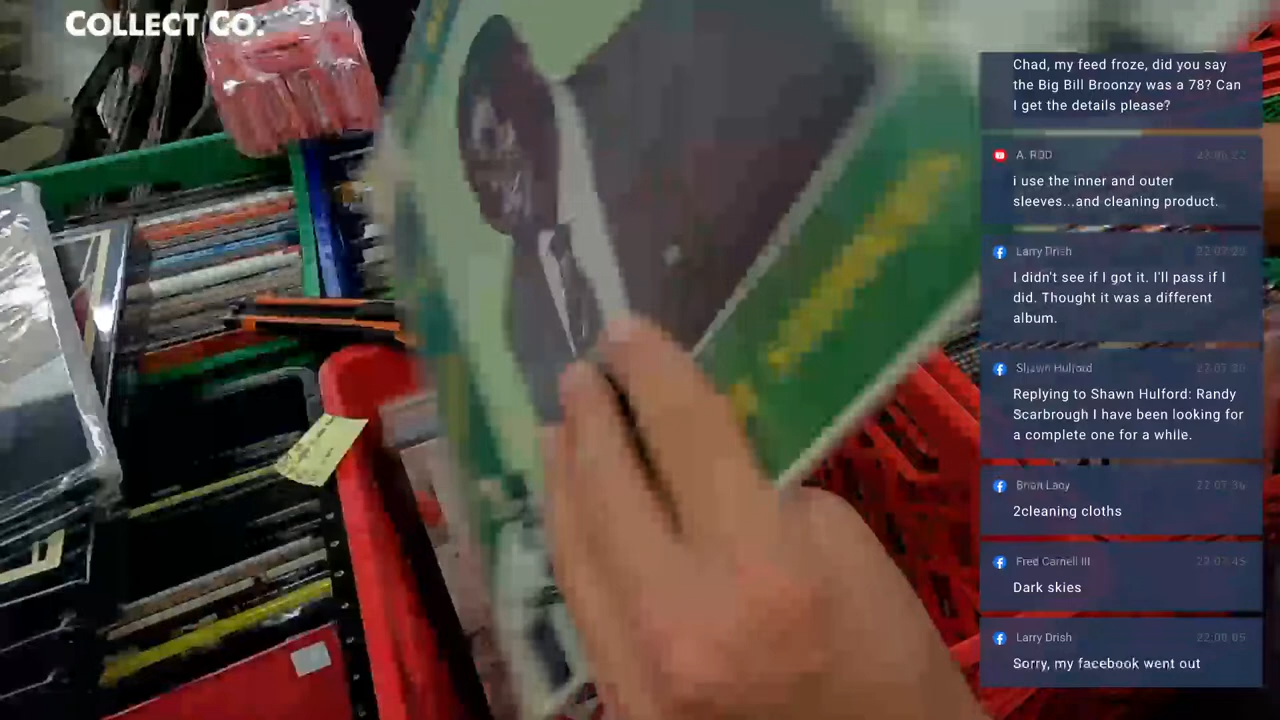 COLLECT CO.
Chad, my feed froze, did you say
the Big Bill Broonzy was a 78? Can
I get the details please?
A. ROD
i use the inner and outer
sleeves...and cleaning product.
Larry Drish
I didn't see if I got it. I'll pass if I
did. Thought it was a different
album.
Shawn Hulford
Replying to Shawn Hulford: Randy
Scarbrough I have been looking for
a complete one for a while.
Brian Lacy
2cleaning cloths
Fred Carnell III
22:07:45
Dark skies
Larry Drish
Sorry, my facebook went out